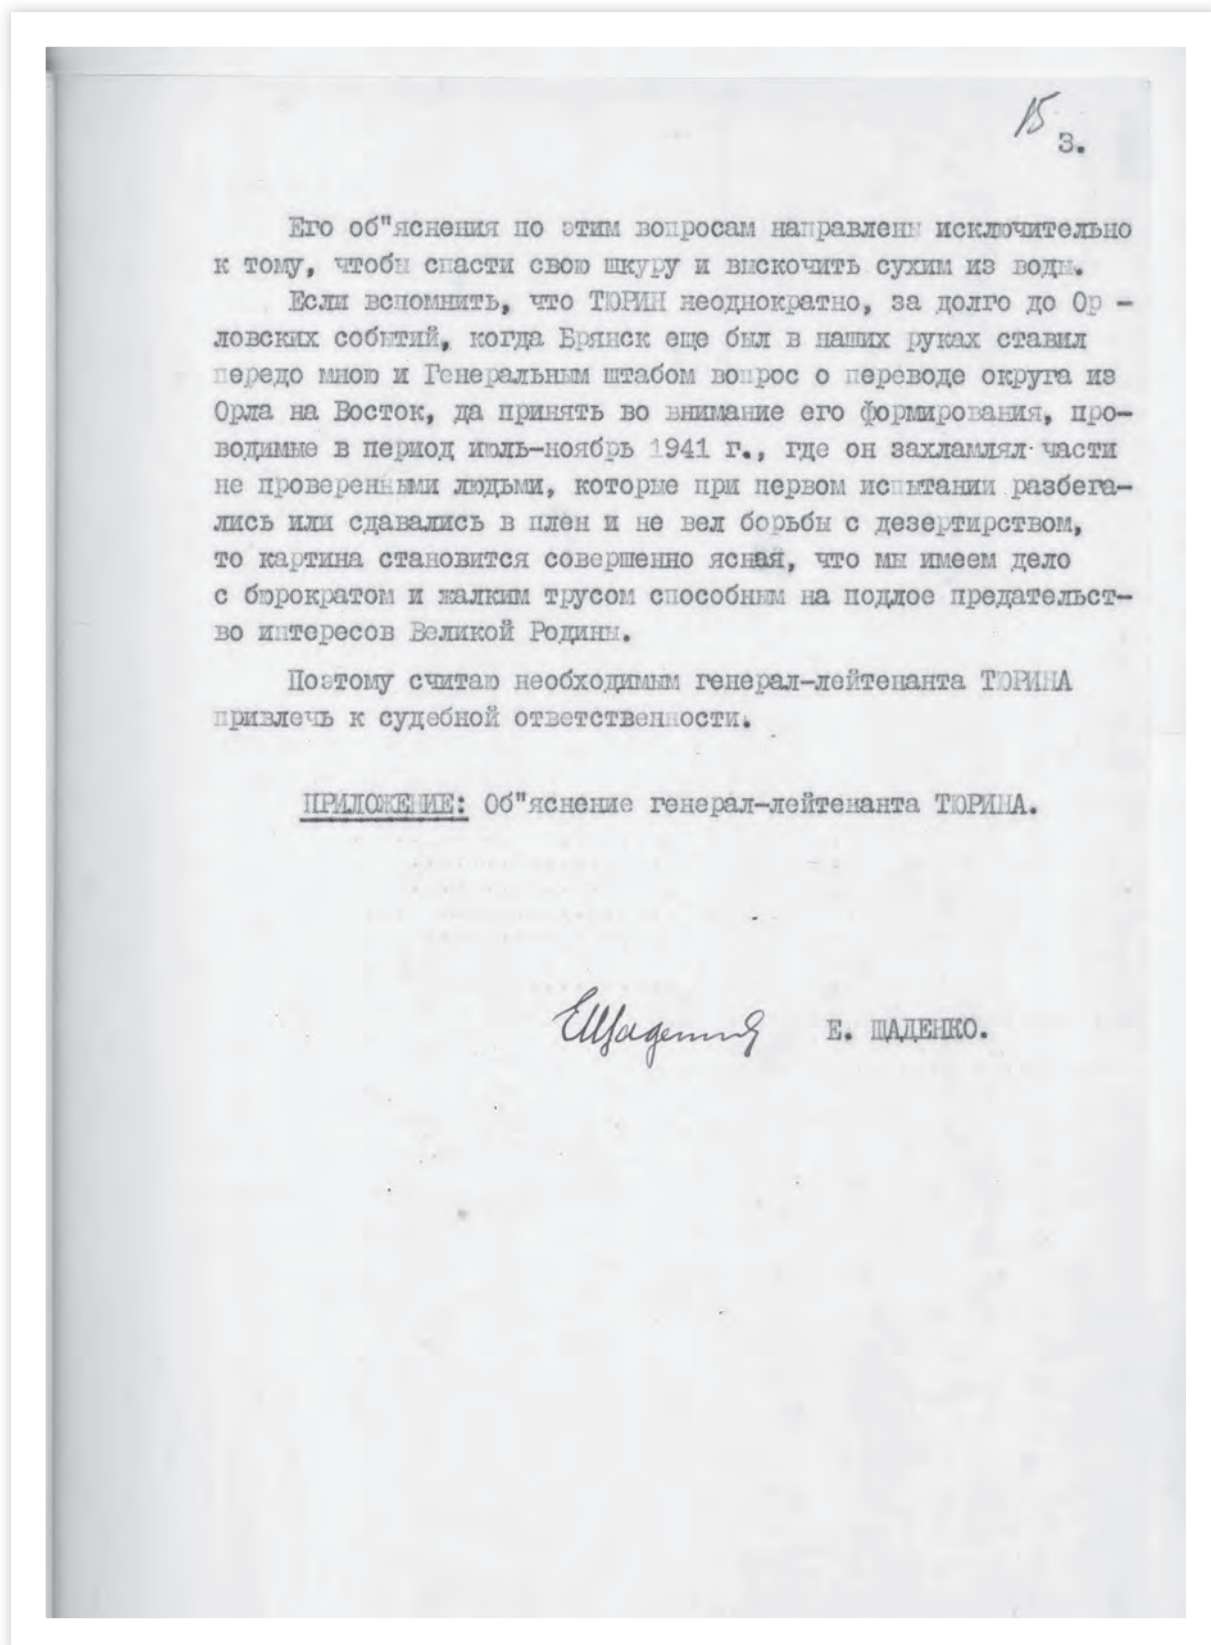 15
3.
Его об"яснения по этим вопросам направлены исключительно
к тому, чтобы спасти свою шкуру и выскочить сухим из воды.
Если вспомнить, что ТЮРИН неоднократно, за долго до Ор -
ловских событий, когда Брянск еще был в наших руках ставил
передо мною и Генеральным штабом вопрос о переводе округа из
Орла на Восток, да принять во внимание его формирования, про-
водимые в период июль-ноябрь 1941 г., где он захламлял части
не проверенными людьми, которые при первом испытании разбега-
лись или сдавались в плен и не вел борьбы с дезертирством,
то картина становится совершенно ясная, что мы имеем дело
с бюрократом и жалким трусом способным на подлое предательст-
во интересов Великой Родины.
Поэтому считаю необходимым генерал-лейтенанта ТЮРИНА
привлечь к судебной ответственности.
ПРИЛОЖЕНИЕ: Об"яснение генерал-лейтенанта ТЮРИНА.
ЕЩаденко Е. ЩАДЕНКО.